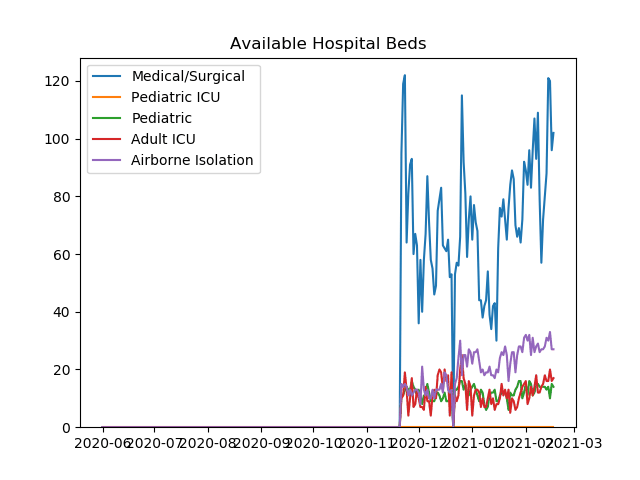 Available Hospital Beds
Medical/Surgical
Pediatric ICU
Pediatric
Adult ICU
Airborne Isolation
120
100
80
60
40
20
0
2020-06 2020-07 2020-08 2020-09 2020-10 2020-11 2020-12 2021-01 2021-02 2021-03